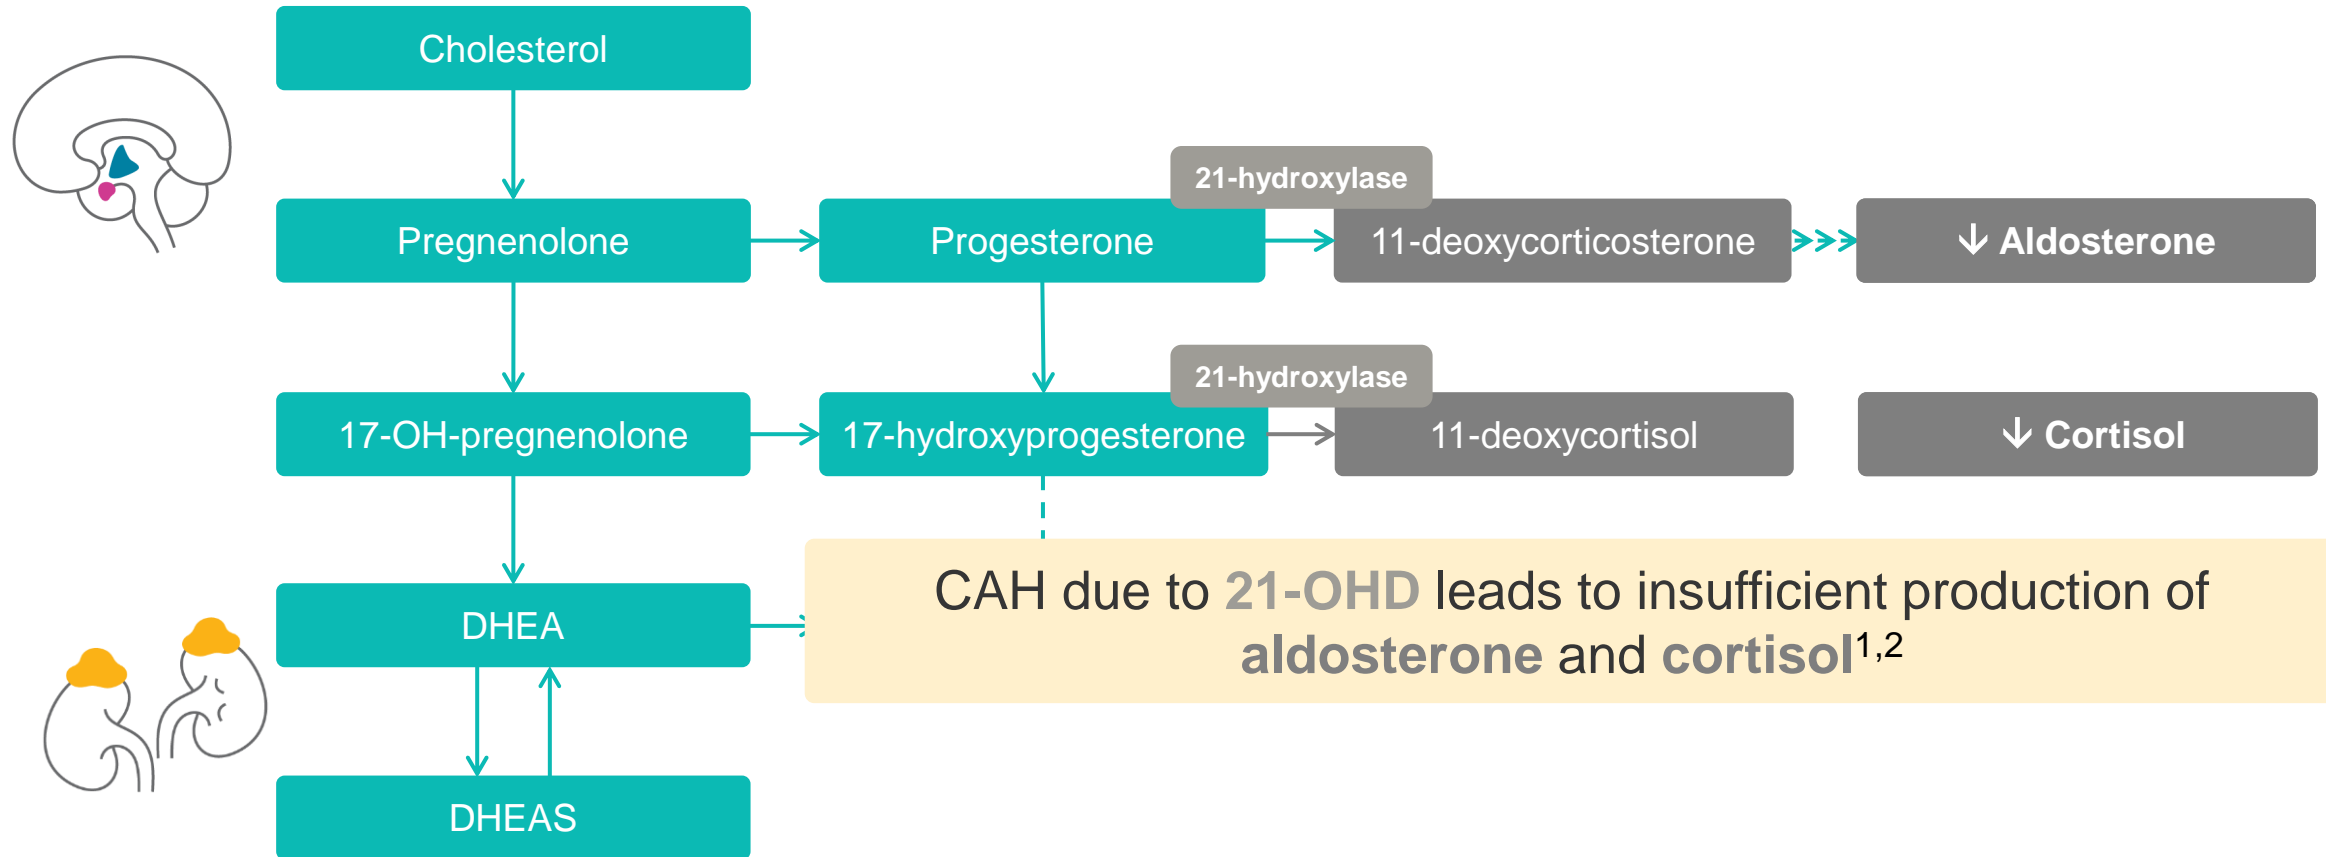 Cholesterol
21-hydroxylase
Pregnenolone
Progesterone
11-deoxycorticosterone
↓ Aldosterone
21-hydroxylase
17-OH-pregnenolone
17-hydroxyprogesterone
11-deoxycortisol
↓ Cortisol
CAH due to 21-OHD leads to insufficient production of
aldosterone and cortisol1,2
DHEA
DHEAS